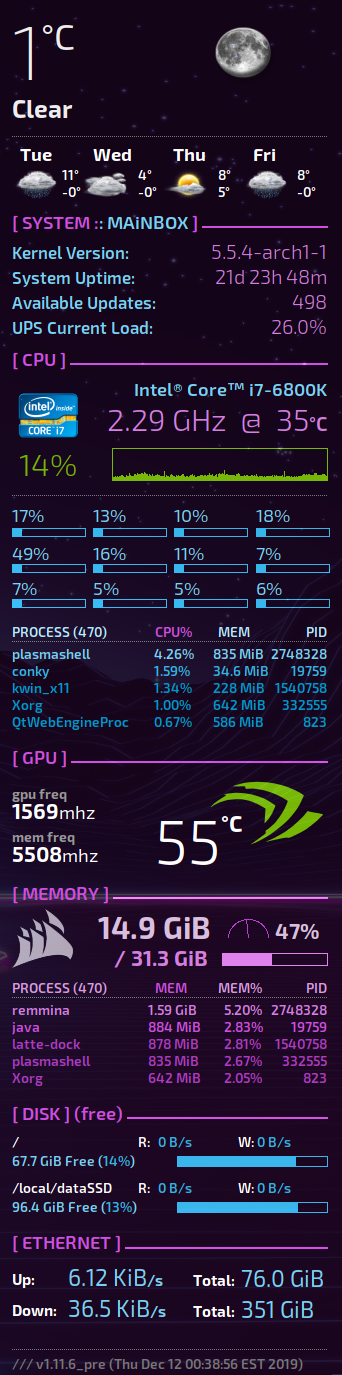 1°C
Clear
Tue Wed Thu Fri
11° 4° 8° 8°
-0° -0° 5° -0°
[ SYSTEM :: MAiNBOX ]
Kernel Version: 5.5.4-arch1-1
System Uptime: 21d 23h 48m
Available Updates: 498
UPS Current Load: 26.0%
[ CPU ]
Intel® Core™ i7-6800K
intel inside™
CORE i7
2.29 GHz @ 35°C
14%
17% 13% 10% 18%
49% 16% 11% 7%
7% 5% 5% 6%
PROCESS (470) CPU% MEM PID
plasmashell 4.26% 835 MiB 2748328
conky 1.59% 34.6 MiB 19759
kwin_x11 1.34% 228 MiB 1540758
Xorg 1.00% 642 MiB 332555
QtWebEngineProc 0.67% 586 MiB 823
[ GPU ]
gpu freq
1569mhz
mem freq
5508mhz
55°C
[ MEMORY ]
14.9 GiB 47%
/ 31.3 GiB
PROCESS (470) MEM MEM% PID
remmina 1.59 GiB 5.20% 2748328
java 884 MiB 2.83% 19759
latte-dock 878 MiB 2.81% 1540758
plasmashell 835 MiB 2.67% 332555
Xorg 642 MiB 2.05% 823
[ DISK ] (free)
/ R: 0 B/s W: 0 B/s
67.7 GiB Free (14%)
/local/dataSSD R: 0 B/s W: 0 B/s
96.4 GiB Free (13%)
[ ETHERNET ]
Up: 6.12 KiB/s Total: 76.0 GiB
Down: 36.5 KiB/s Total: 351 GiB
/// v1.11.6_pre (Thu Dec 12 00:38:56 EST 2019)